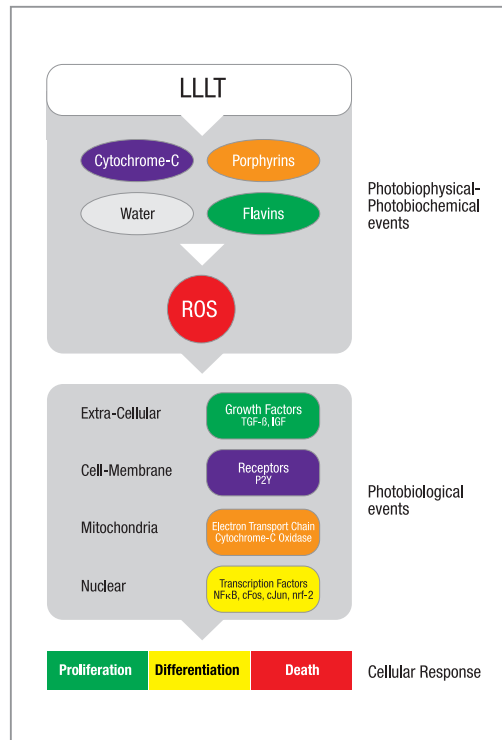 LLLT
Cytochrome-C
Porphyrins
Water
Flavins
ROS
Photobiophysical-
Photobiochemical
events
Extra-Cellular
Growth Factors
TGF-ß, IGF
Cell-Membrane
Receptors
P2Y
Mitochondria
Electron Transport Chain
Cytochrome-C Oxidase
Nuclear
Transcription Factors
NFκB, cFos, cJun, nrf-2
Photobiological
events
Proliferation
Differentiation
Death
Cellular Response